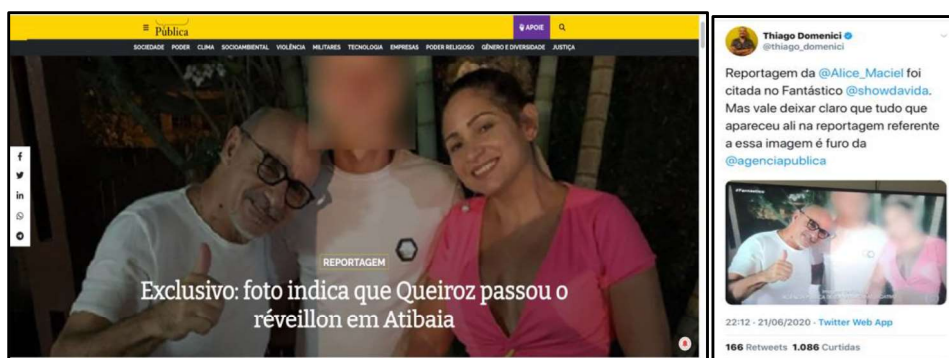 Pública
APOIE
SOCIEDADE PODER CLIMA SOCIOAMBIENTAL VIOLÊNCIA MILITARES TECNOLOGIA EMPRESAS PODER RELIGIOSO GÊNERO E DIVERSIDADE JUSTIÇA
REPORTAGEM
Exclusivo: foto indica que Queiroz passou o
réveillon em Atibaia
Thiago Domenici
@thiago_domenici
Reportagem da @Alice_Maciel foi
citada no Fantástico @showdavida.
Mas vale deixar claro que tudo que
apareceu ali na reportagem referente
a essa imagem é furo da
@agenciapublica
#Fantástico
22:12 · 21/06/2020 · Twitter Web App
166 Retweets 1.086 Curtidas